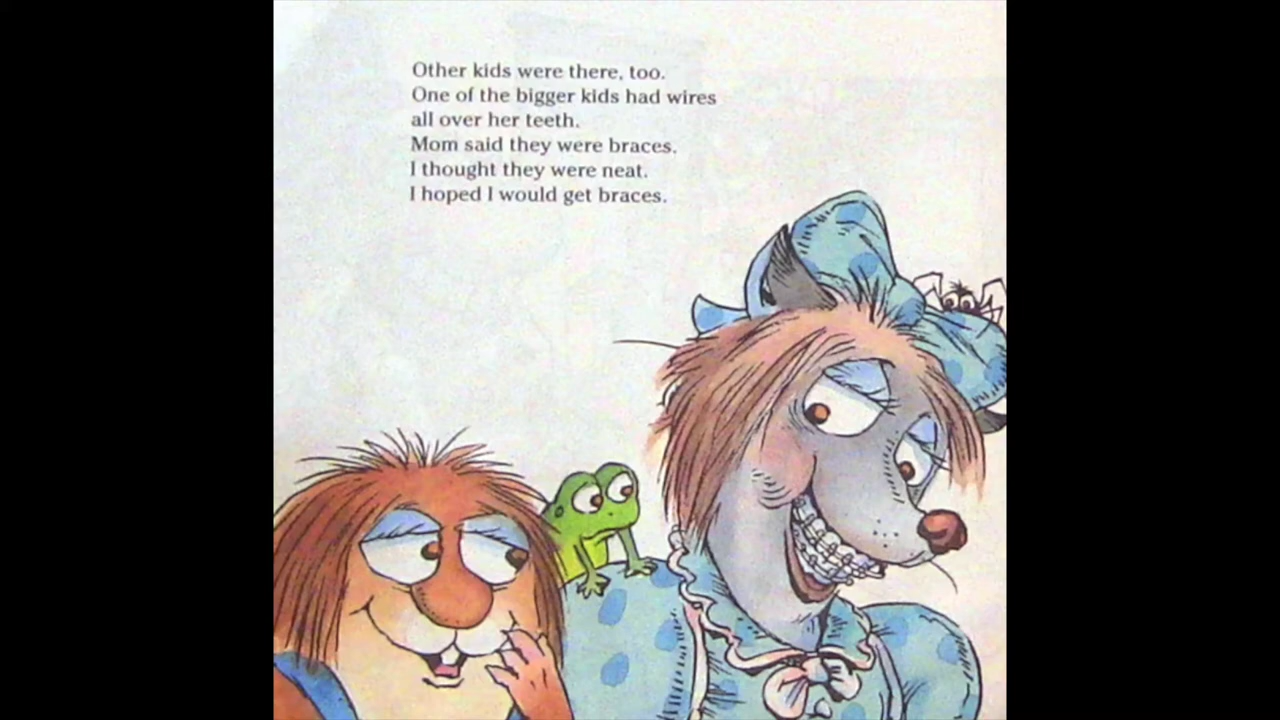 Other kids were there, too.
One of the bigger kids had wires
all over her teeth.
Mom said they were braces.
I thought they were neat.
I hoped I would get braces.